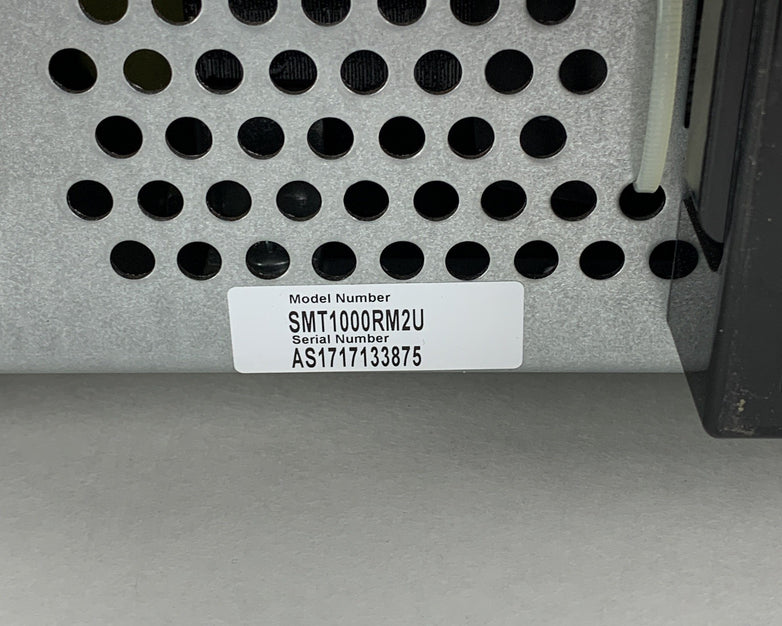 Model Number
SMT1000RM2U
Serial Number
AS1717133875